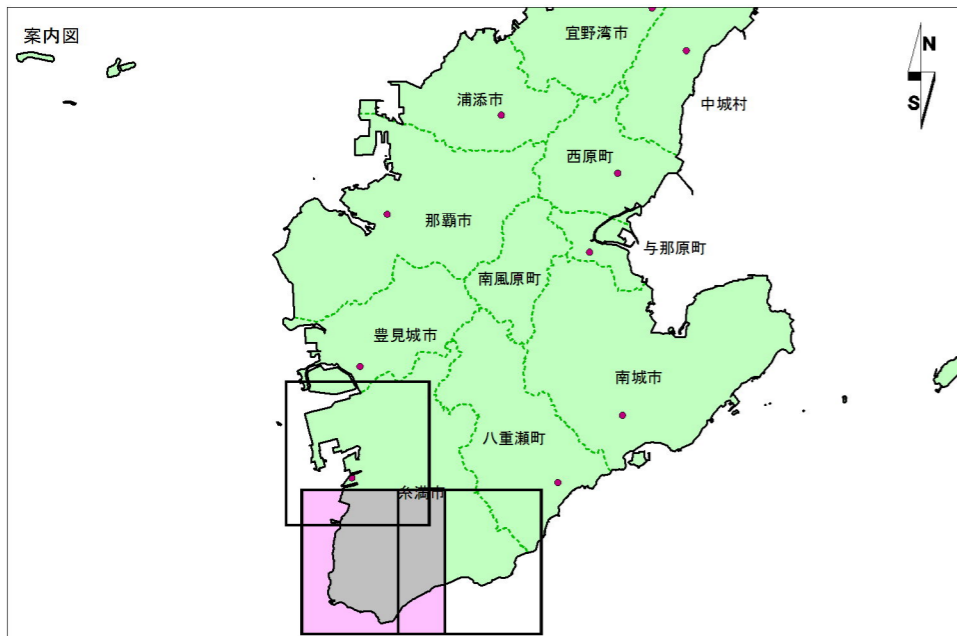 案内図
宜野湾市
N
S
浦添市
中城村
西原町
那覇市
与那原町
南風原町
豊見城市
南城市
八重瀬町
糸満市